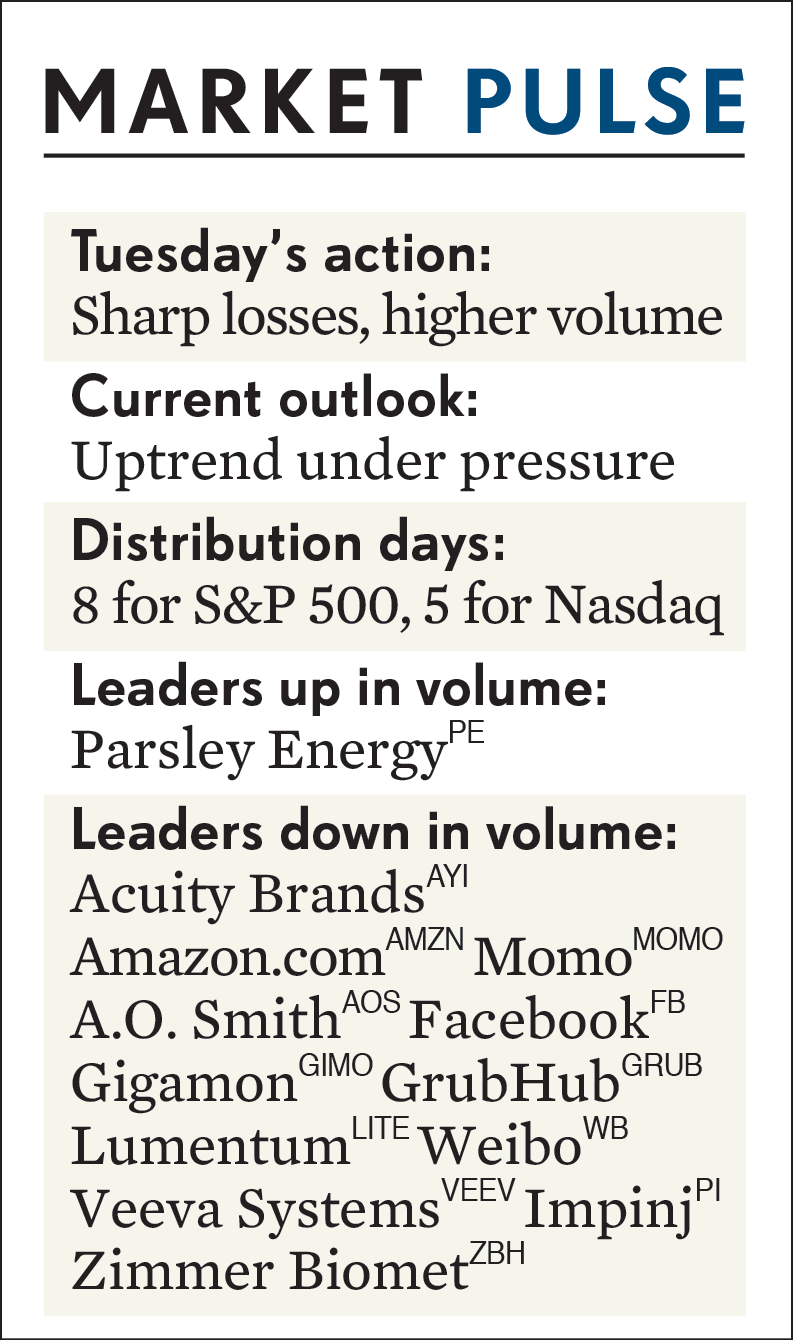 MARKET PULSE
Tuesday’s action:
Sharp losses, higher volume
Current outlook:
Uptrend under pressure
Distribution days:
8 for S&P 500, 5 for Nasdaq
Leaders up in volume:
Parsley Energy PE
Leaders down in volume:
Acuity Brands AYI
Amazon.com AMZN Momo MOMO
A.O. Smith AOS Facebook FB
Gigamon GIMO GrubHub GRUB
Lumentum LITE Weibo WB
Veeva Systems VEEV Impinj PI
Zimmer Biomet ZBH